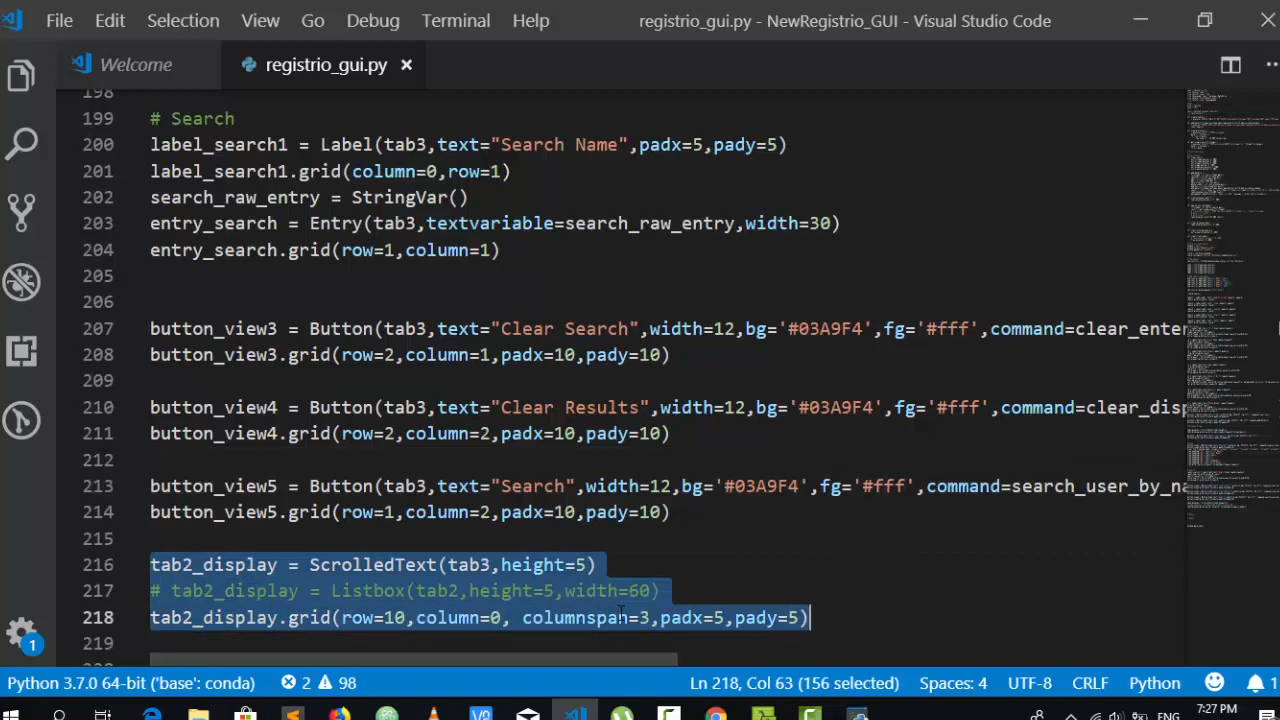 File Edit Selection View Go Debug Terminal Help registrio_gui.py - NewRegistrio_GUI - Visual Studio Code
Welcome registrio_gui.py
198
199 # Search
200 label_search1 = Label(tab3,text="Search Name",padx=5,pady=5)
201 label_search1.grid(column=0,row=1)
202 search_raw_entry = StringVar()
203 entry_search = Entry(tab3,textvariable=search_raw_entry,width=30)
204 entry_search.grid(row=1,column=1)
205
206
207 button_view3 = Button(tab3,text="Clear Search",width=12,bg='#03A9F4',fg='#fff',command=clear_enter
208 button_view3.grid(row=2,column=1,padx=10,pady=10)
209
210 button_view4 = Button(tab3,text="Clear Results",width=12,bg='#03A9F4',fg='#fff',command=clear_dis
211 button_view4.grid(row=2,column=2,padx=10,pady=10)
212
213 button_view5 = Button(tab3,text="Search",width=12,bg='#03A9F4',fg='#fff',command=search_user_by_na
214 button_view5.grid(row=1,column=2,padx=10,pady=10)
215
216 tab2_display = ScrolledText(tab3,height=5)
217 # tab2_display = Listbox(tab2,height=5,width=60)
218 tab2_display.grid(row=10,column=0, columnspan=3,padx=5,pady=5)
219
1
Python 3.7.0 64-bit ('base': conda) 2 98 Ln 218, Col 63 (156 selected) Spaces: 4 UTF-8 CRLF Python 1
7:27 PM
ENG